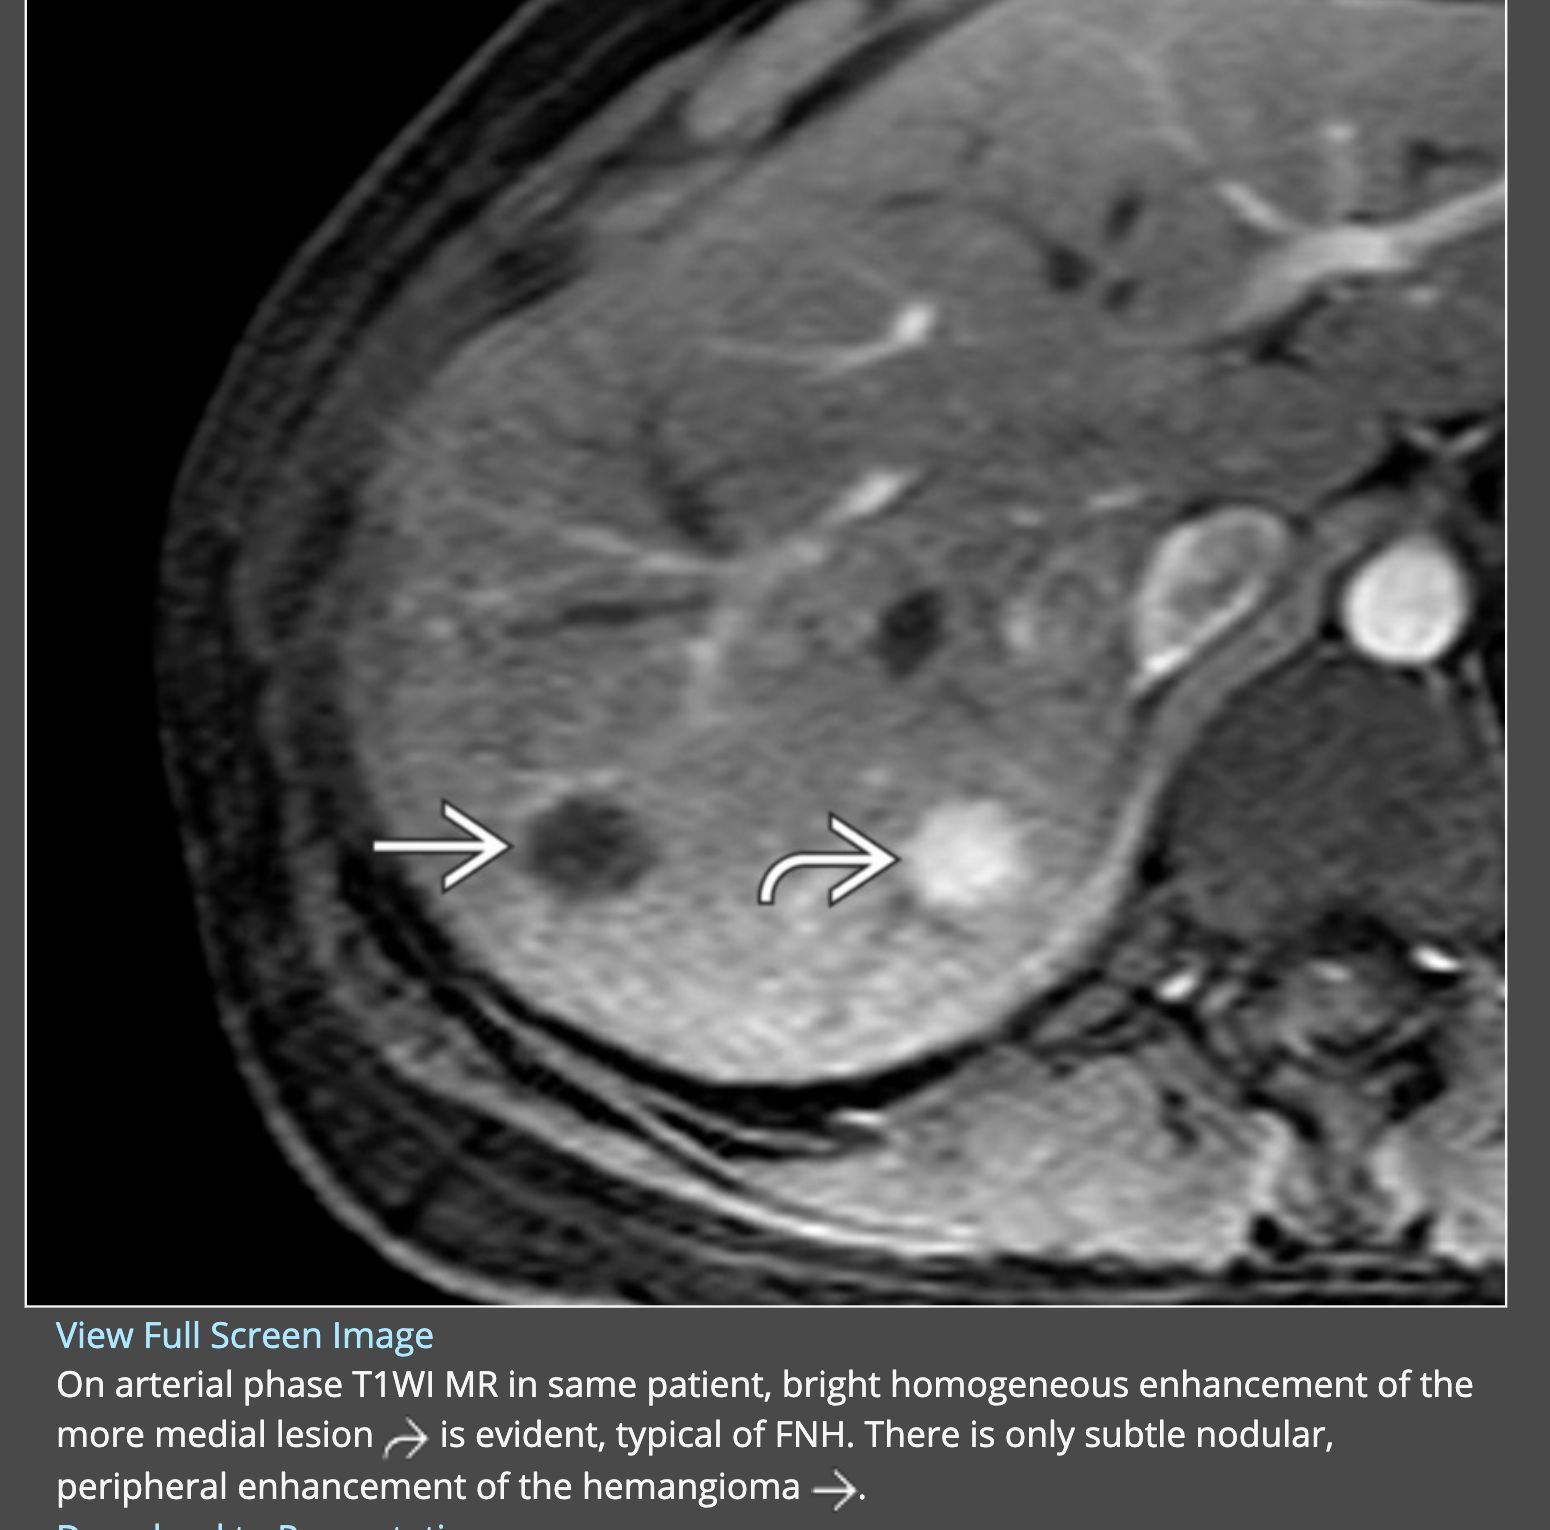 View Full Screen Image
On arterial phase T1WI MR in same patient, bright homogeneous enhancement of the
more medial lesion is evident, typical of FNH. There is only subtle nodular,
peripheral enhancement of the hemangioma .